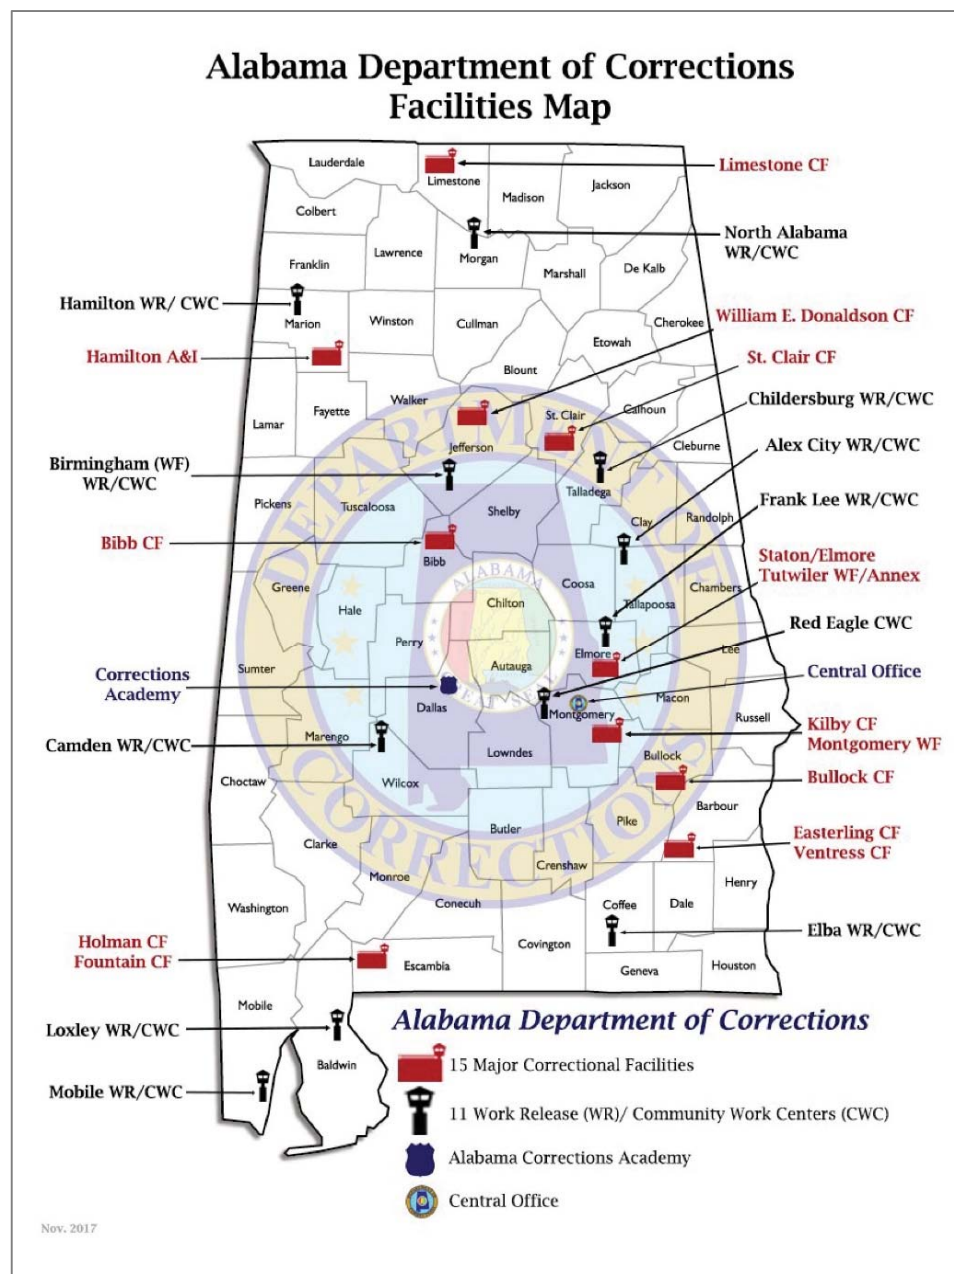 Alabama Department of Corrections
Facilities Map
Lauderdale
Limestone
Limestone CF
Madison
Jackson
Colbert
North Alabama
WR/CWC
Lawrence
Morgan
Franklin
Marshall
De Kalb
Hamilton WR/ CWC
Marion
Winston
Cullman
Cherokee
William E. Donaldson CF
Etowah
Hamilton A&I
St. Clair CF
Blount
Walker
Childersburg WR/CWC
Fayette
St. Clair
Calhoun
Lamar
Jefferson
Cleburne
Alex City WR/CWC
Birmingham (WF)
WR/CWC
Talladega
Frank Lee WR/CWC
Pickens
Tuscaloosa
Shelby
Clay
Randolph
Bibb CF
Bibb
Staton/Elmore
Tutwiler WF/Annex
Coosa
Chambers
Greene
Hale
Chilton
Tallapoosa
Perry
Red Eagle CWC
Elmore
Lee
Sumter
Autauga
Corrections
Academy
Central Office
Dallas
Macon
Montgomery
Russell
Kilby CF
Montgomery WF
Camden WR/CWC
Marengo
Lowndes
Bullock
Bullock CF
Choctaw
Wilcox
Barbour
Butler
Pike
Easterling CF
Ventress CF
Clarke
Crenshaw
Monroe
Henry
Washington
Conecuh
Coffee
Dale
Elba WR/CWC
Holman CF
Fountain CF
Covington
Escambia
Geneva
Houston
Mobile
Loxley WR/CWC
Baldwin
Mobile WR/CWC
DEPARTMENT OF
CORRECTIONS
ALABAMA
GREAT SEAL
Alabama Department of Corrections
15 Major Correctional Facilities
11 Work Release (WR)/ Community Work Centers (CWC)
Alabama Corrections Academy
Central Office
Nov. 2017